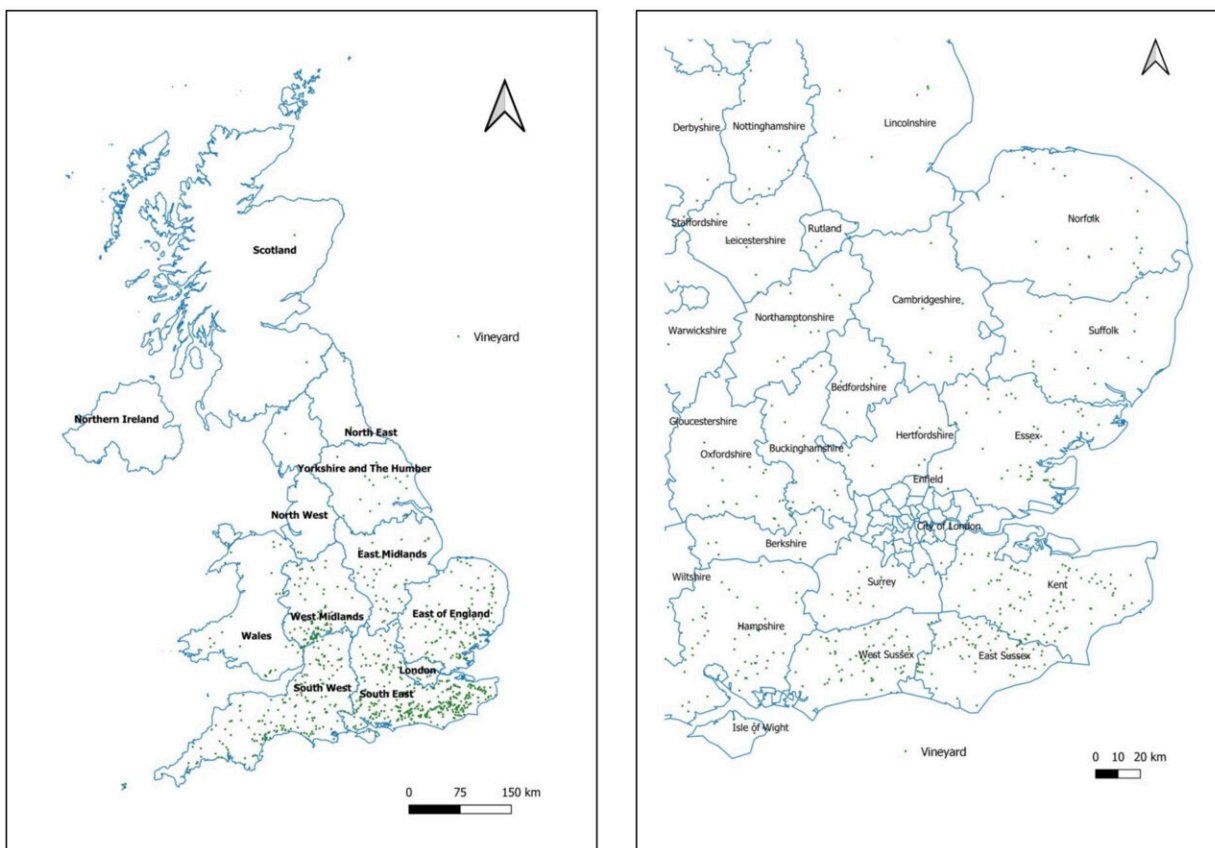 Scotland
Vineyard
Northern Ireland
North East
Yorkshire and The Humber
North West
East Midlands
East of England
West Midlands
Wales
London
South West
South East
0 75 150 km
Derbyshire
Nottinghamshire
Lincolnshire
Staffordshire
Leicestershire
Rutland
Norfolk
Cambridgeshire
Northamptonshire
Warwickshire
Suffolk
Bedfordshire
Gloucestershire
Hertfordshire
Essex
Buckinghamshire
Oxfordshire
Enfield
City of London
Berkshire
Wiltshire
Surrey
Kent
Hampshire
West Sussex
East Sussex
Isle of Wight
Vineyard
0 10 20 km